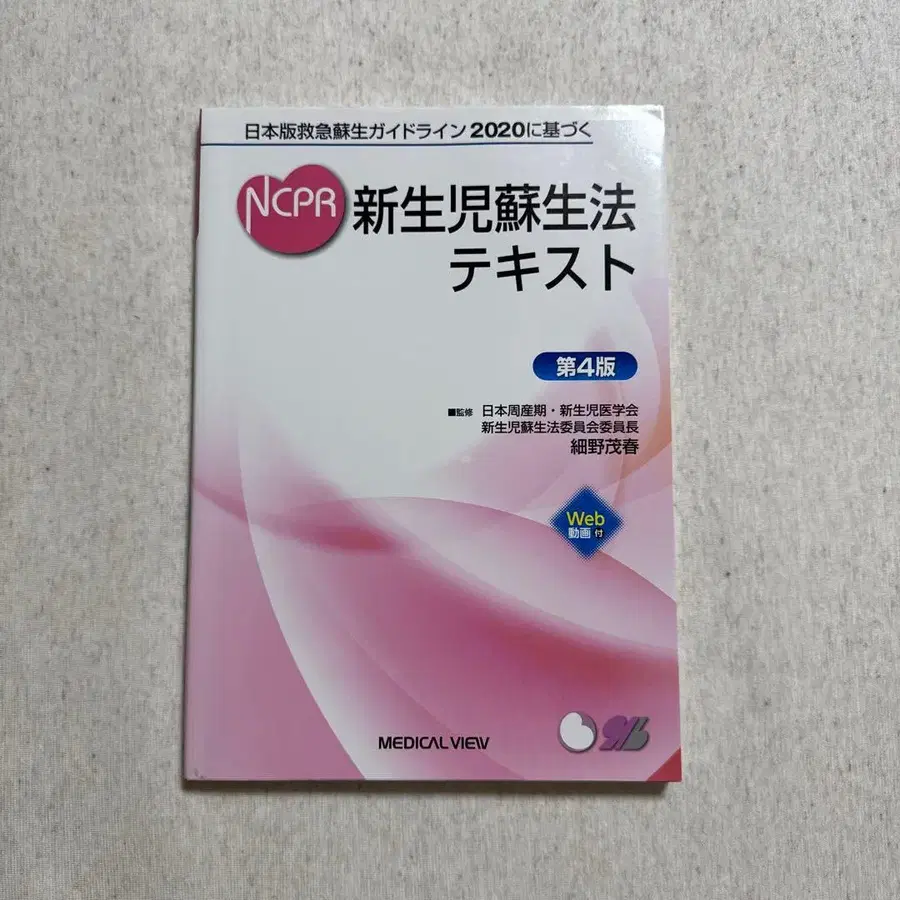 日本版救急蘇生ガイドライン2020に基づく
NCPR
新生児蘇生法
テキスト
第4版
■監修 日本周産期・新生児医学会
新生児蘇生法委員会委員長
細野茂春
Web
動画 付
MEDICAL VIEW